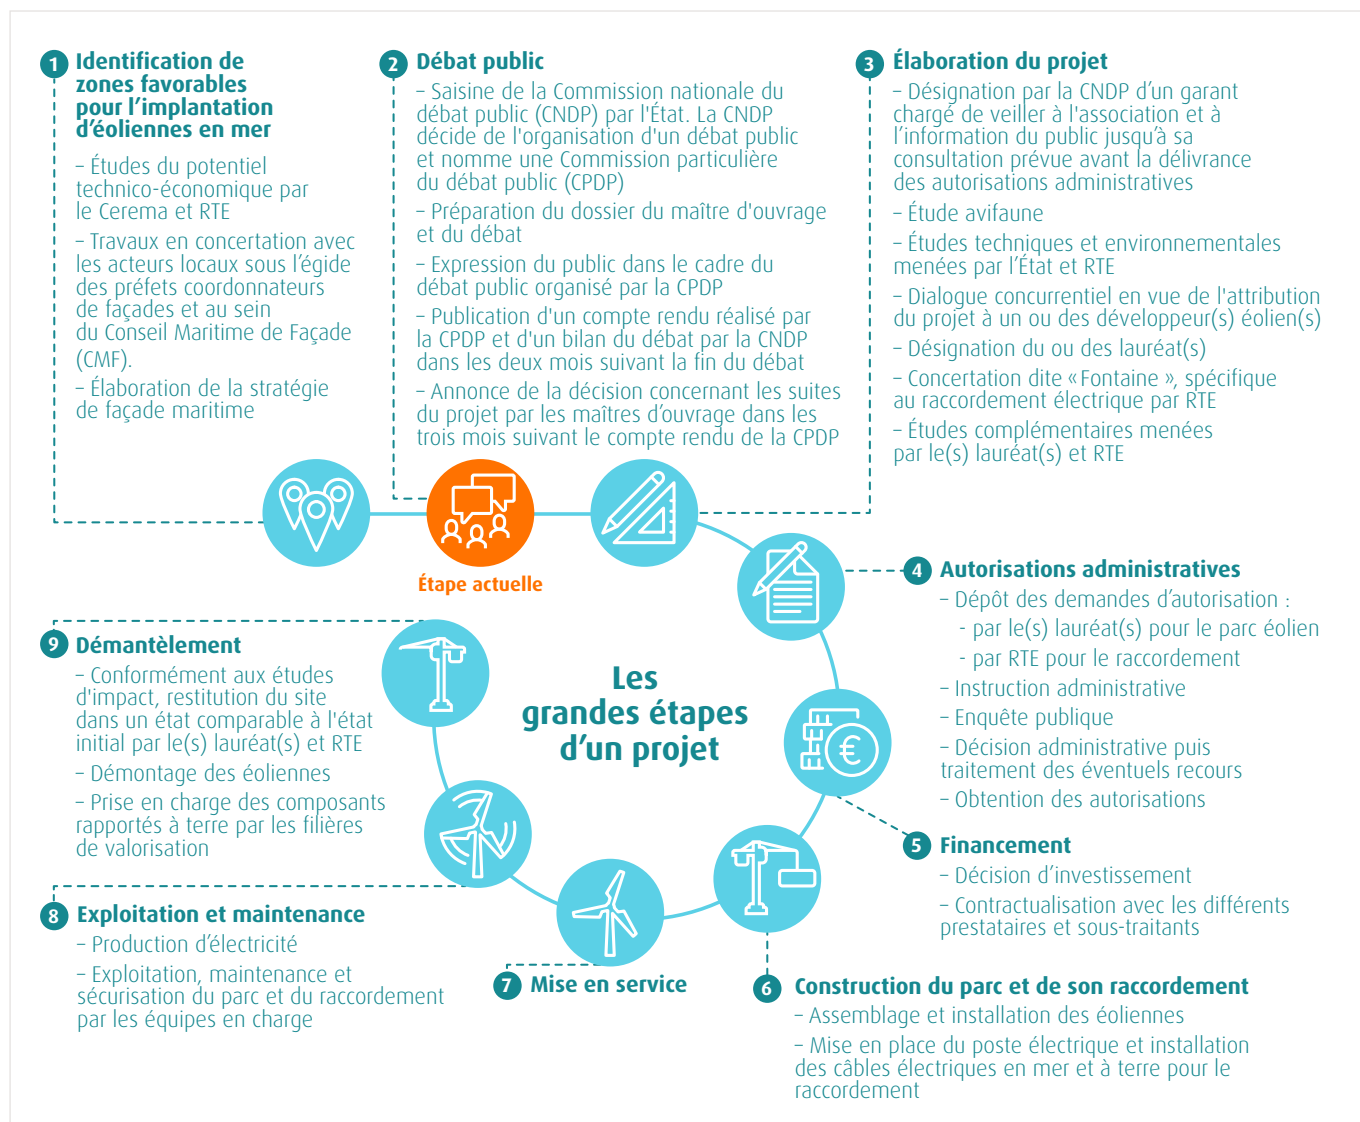 1 Identification de
zones favorables
pour l'implantation
d'éoliennes en mer
– Études du potentiel
technico-économique par
le Cerema et RTE
– Travaux en concertation avec
les acteurs locaux sous l'égide
des préfets coordonnateurs
de façades et au sein
du Conseil Maritime de Façade
(CMF).
– Élaboration de la stratégie
de façade maritime
2 Débat public
– Saisine de la Commission nationale du
débat public (CNDP) par l'État. La CNDP
décide de l'organisation d'un débat public
et nomme une Commission particulière
du débat public (CPDP)
– Préparation du dossier du maître d'ouvrage
et du débat
– Expression du public dans le cadre du
débat public organisé par la CPDP
– Publication d'un compte rendu réalisé par
la CPDP et d'un bilan du débat par la CNDP
dans les deux mois suivant la fin du débat
– Annonce de la décision concernant les suites
du projet par les maîtres d'ouvrage dans les
trois mois suivant le compte rendu de la CPDP
3 Élaboration du projet
– Désignation par la CNDP d'un garant
chargé de veiller à l'association et à
l'information du public jusqu'à sa
consultation prévue avant la délivrance
des autorisations administratives
– Étude avifaune
– Études techniques et environnementales
menées par l'État et RTE
– Dialogue concurrentiel en vue de l'attribution
du projet à un ou des développeur(s) éolien(s)
– Désignation du ou des lauréat(s)
– Concertation dite « Fontaine », spécifique
au raccordement électrique par RTE
– Études complémentaires menées
par le(s) lauréat(s) et RTE
Étape actuelle
4 Autorisations administratives
– Dépôt des demandes d'autorisation :
- par le(s) lauréat(s) pour le parc éolien
- par RTE pour le raccordement
– Instruction administrative
– Enquête publique
– Décision administrative puis
traitement des éventuels recours
– Obtention des autorisations
Les
grandes étapes
d'un projet
€
5 Financement
– Décision d'investissement
– Contractualisation avec les différents
prestataires et sous-traitants
6 Construction du parc et de son raccordement
– Assemblage et installation des éoliennes
– Mise en place du poste électrique et installation
des câbles électriques en mer et à terre pour le
raccordement
7 Mise en service
8 Exploitation et maintenance
– Production d'électricité
– Exploitation, maintenance et
sécurisation du parc et du raccordement
par les équipes en charge
9 Démantèlement
– Conformément aux études
d'impact, restitution du site
dans un état comparable à l'état
initial par le(s) lauréat(s) et RTE
– Démontage des éoliennes
– Prise en charge des composants
rapportés à terre par les filières
de valorisation